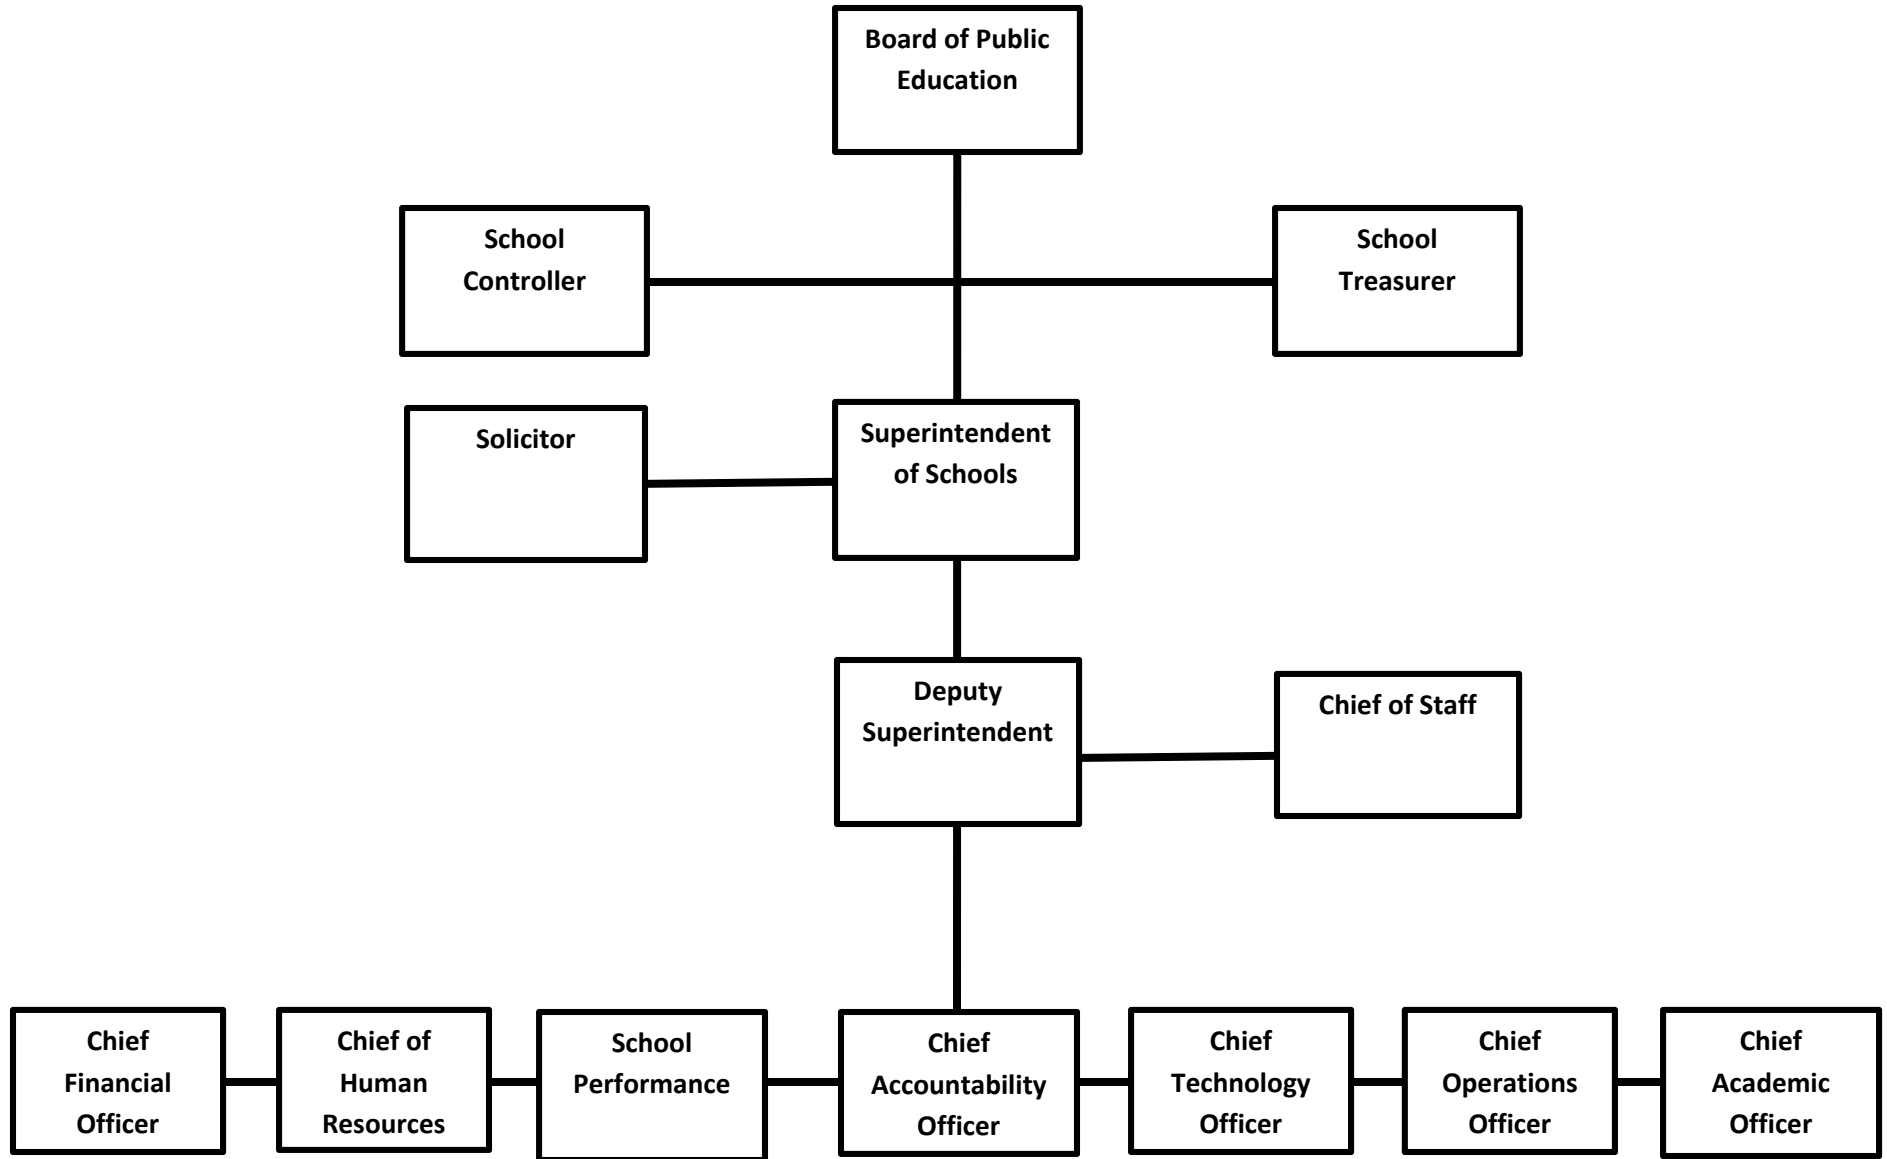 Board of Public
Education
School
Controller
School
Treasurer
Solicitor
Superintendent
of Schools
Deputy
Superintendent
Chief of Staff
Chief
Financial
Officer
Chief of
Human
Resources
School
Performance
Chief
Accountability
Officer
Chief
Technology
Officer
Chief
Operations
Officer
Chief
Academic
Officer